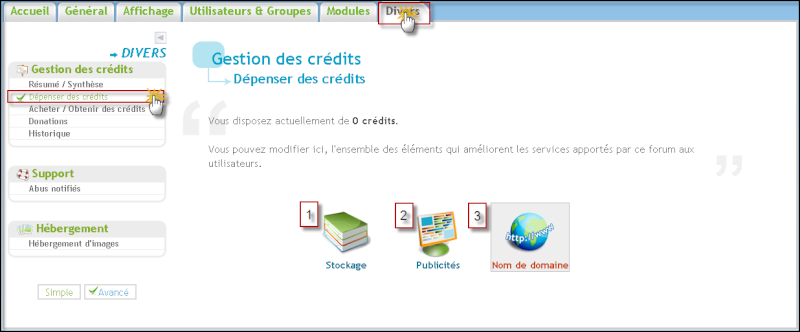 Accueil Général Affichage Utilisateurs & Groupes Modules Divers
DIVERS
Gestion des crédits
Résumé / Synthèse
Dépenser des crédits
Acheter / Obtenir des crédits
Donations
Historique
Support
Abus notifiés
Hébergement
Hébergement d'images
Simple Avancé
Gestion des crédits
Dépenser des crédits
Vous disposez actuellement de 0 crédits.
Vous pouvez modifier ici, l'ensemble des éléments qui améliorent les services apportés par ce forum aux
utilisateurs.
1 2 3
http://www
Stockage Publicités Nom de domaine